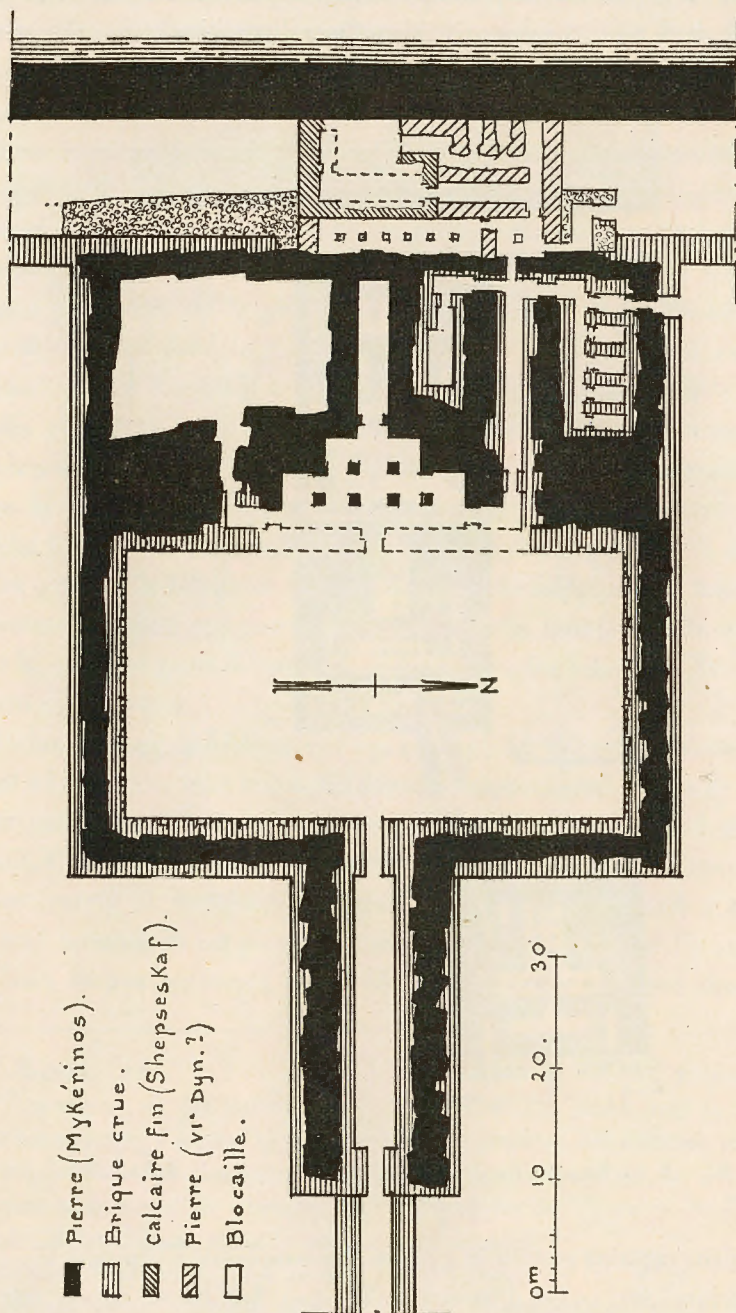 Pierre (MyKérinos).
Brique crue.
Calcaire fin (ShepsesKaf).
Pierre (VIe Dyn.?)
Blocaille.
N
0m 10 20. 30